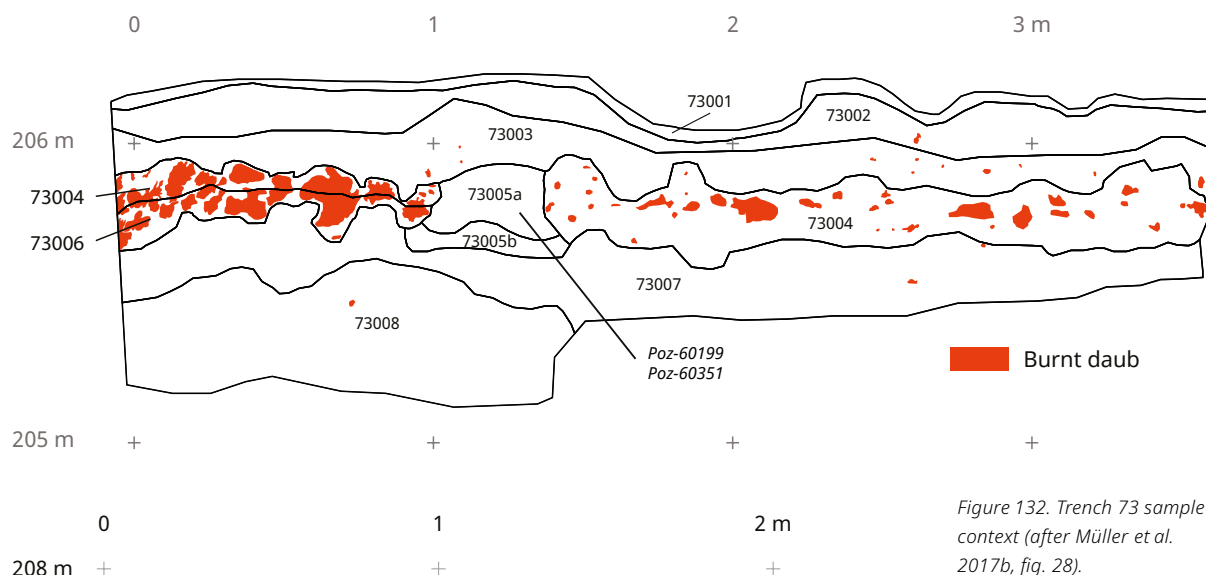 0 1 2 3 m
73001
73002
73003
206 m
73004
73005a
73004
73006
73005b
73007
73008
Poz-60199
Poz-60351
Burnt daub
205 m
Figure 132. Trench 73 sample
context (after Müller et al.
2017b, fig. 28).
0 1 2 m
208 m